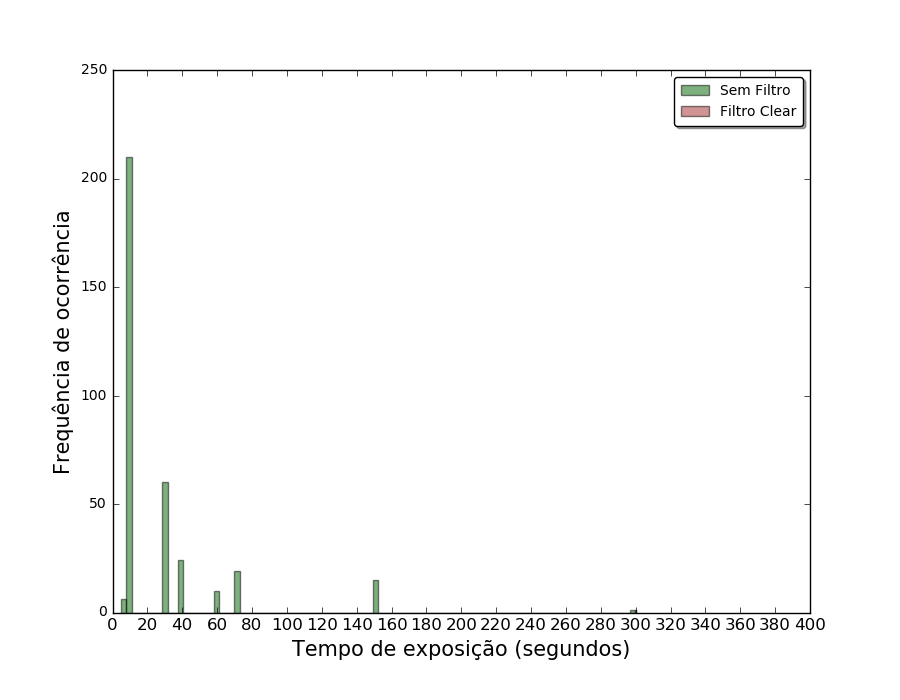 250
200
150
100
50
0
Frequência de ocorrência
Sem Filtro
Filtro Clear
0 20 40 60 80 100 120 140 160 180 200 220 240 260 280 300 320 340 360 380 400
Tempo de exposição (segundos)